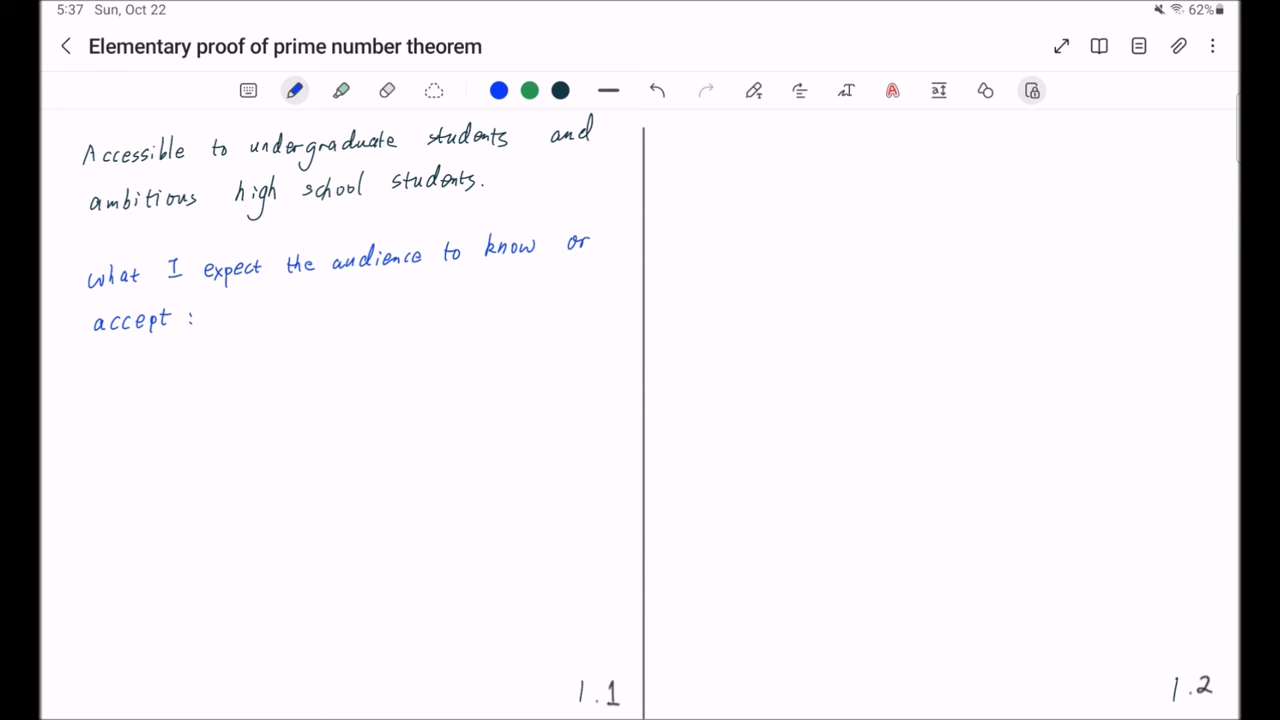 5:37 Sun, Oct 22
62%
Elementary proof of prime number theorem
Accessible to undergraduate students and
ambitious high school students.
what I expect the audience to know or
accept :
1.1
1.2